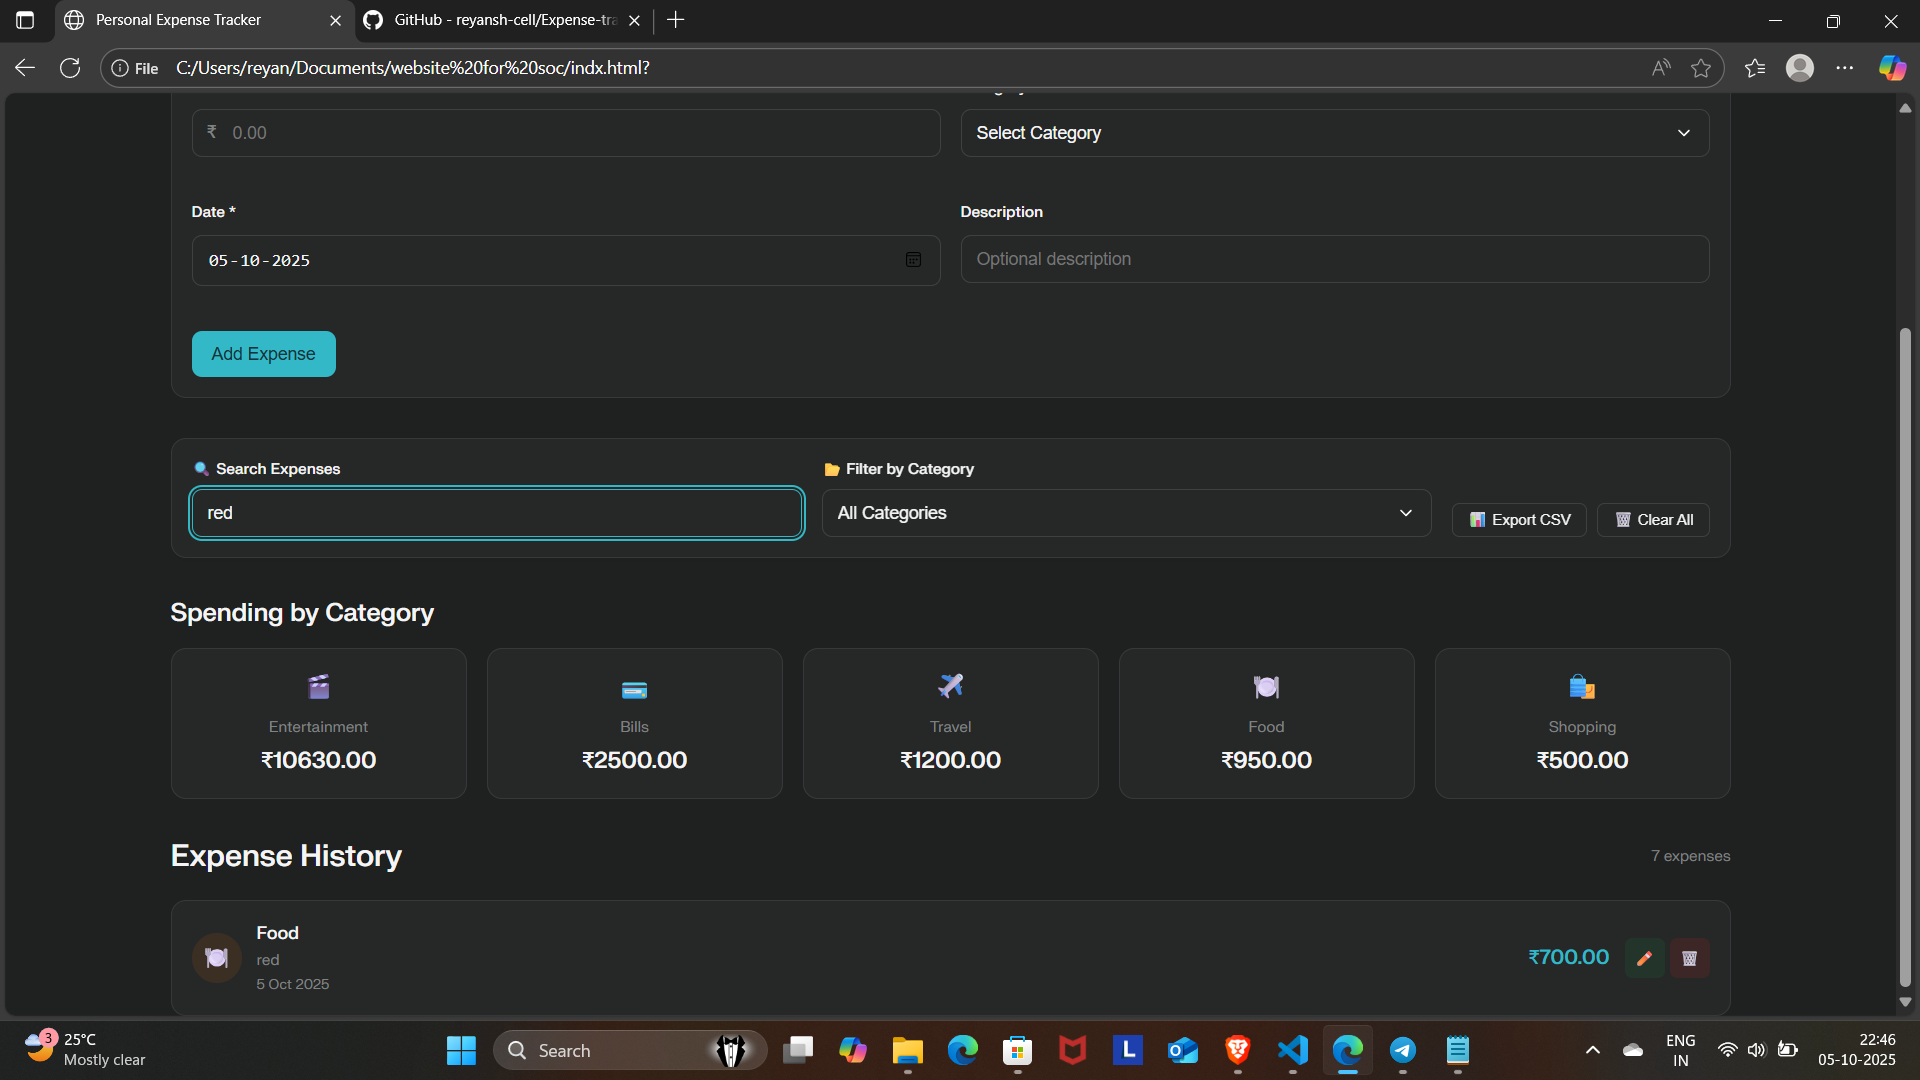 Personal Expense Tracker
GitHub - reyansh-cell/Expense-tra
File
C:/Users/reyan/Documents/website%20for%20soc/indx.html?
₹ 0.00
Select Category
Date *
Description
05-10-2025
Optional description
Add Expense
🔍 Search Expenses
📂 Filter by Category
red
All Categories
📊 Export CSV
🗑️ Clear All
Spending by Category
Entertainment
₹10630.00
Bills
₹2500.00
Travel
₹1200.00
Food
₹950.00
Shopping
₹500.00
Expense History
7 expenses
Food
red
5 Oct 2025
₹700.00
3
25°C
Mostly clear
Search
L
ENG
IN
22:46
05-10-2025